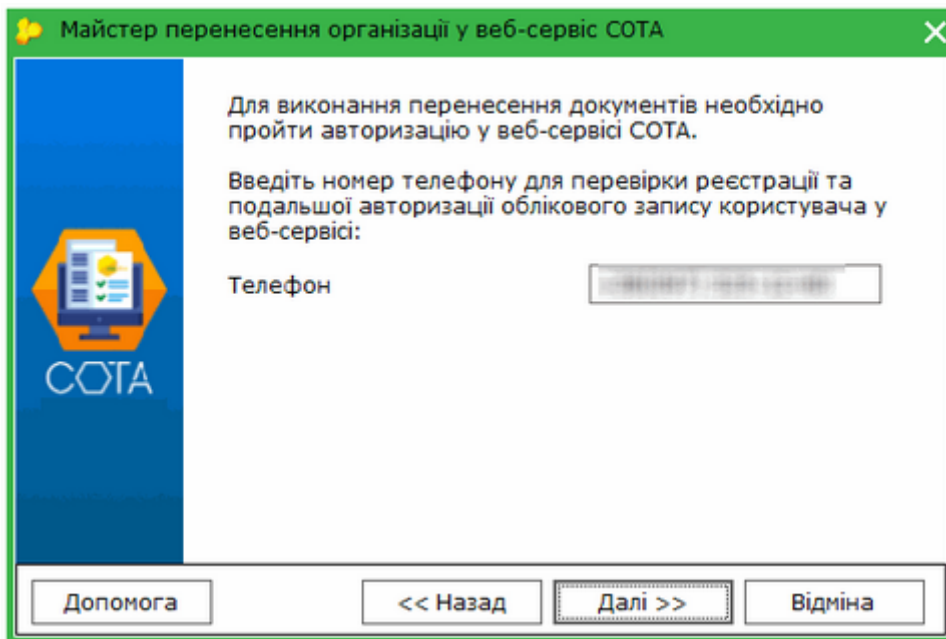 Майстер перенесення організації у веб-сервіс СОТА
Для виконання перенесення документів необхідно
пройти авторизацію у веб-сервісі СОТА.
Введіть номер телефону для перевірки реєстрації та
подальшої авторизації облікового запису користувача у
веб-сервісі:
Телефон
СОТА
Допомога
<< Назад
Далі >>
Відміна